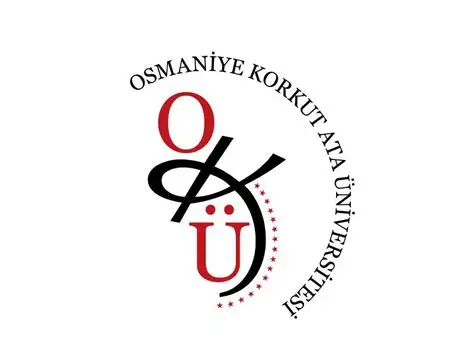 OSMANİYE KORKUT ATA ÜNİVERSİTESİ
O
K
Ü